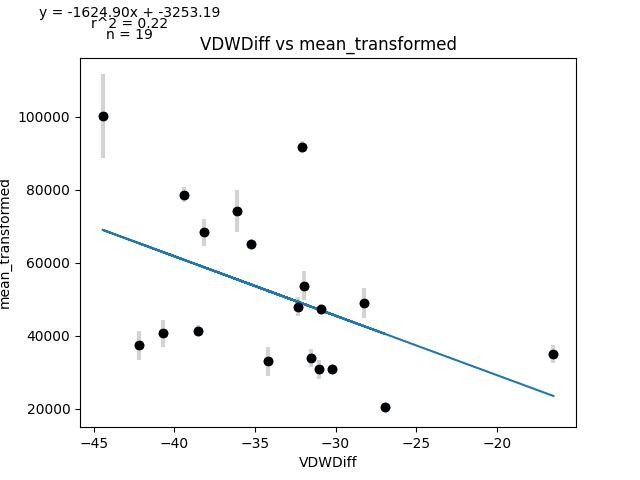 y = -1624.90x + -3253.19
r^2 = 0.22
n = 19
VDWDiff vs mean_transformed
mean_transformed
100000
80000
60000
40000
20000
−45
−40
−35
−30
−25
−20
VDWDiff